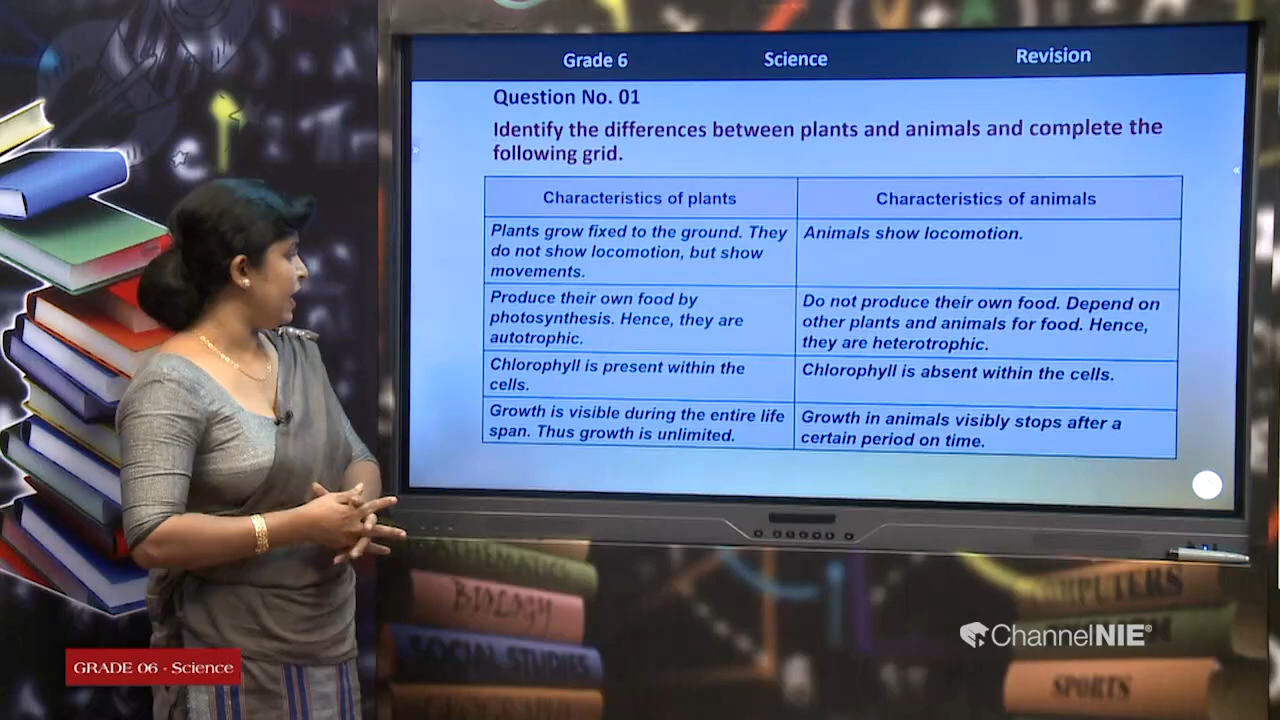 Grade 6 Science Revision
Question No. 01
Identify the differences between plants and animals and complete the
following grid.
Characteristics of plants
Characteristics of animals
Plants grow fixed to the ground. They
do not show locomotion, but show
movements.
Animals show locomotion.
Produce their own food by
photosynthesis. Hence, they are
autotrophic.
Do not produce their own food. Depend on
other plants and animals for food. Hence,
they are heterotrophic.
Chlorophyll is present within the
cells.
Chlorophyll is absent within the cells.
Growth is visible during the entire life
span. Thus growth is unlimited.
Growth in animals visibly stops after a
certain period on time.
MATHEMATICS
BIOLOGY
SOCIAL STUDIES
GEOGRAPHY
COMPUTERS
SPORTS
GRADE 06 - Science
ChannelNIE®